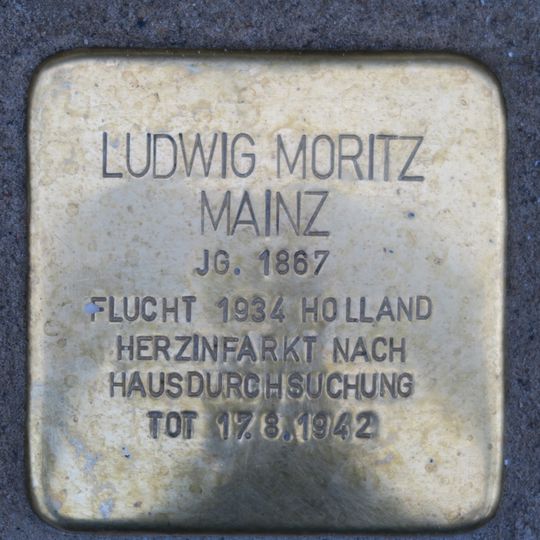 LUDWIG MORITZ
MAINZ
JG. 1867
FLUCHT 1934 HOLLAND
HERZINFARKT NACH
HAUSDURCHSUCHUNG
TOT 17.8.1942